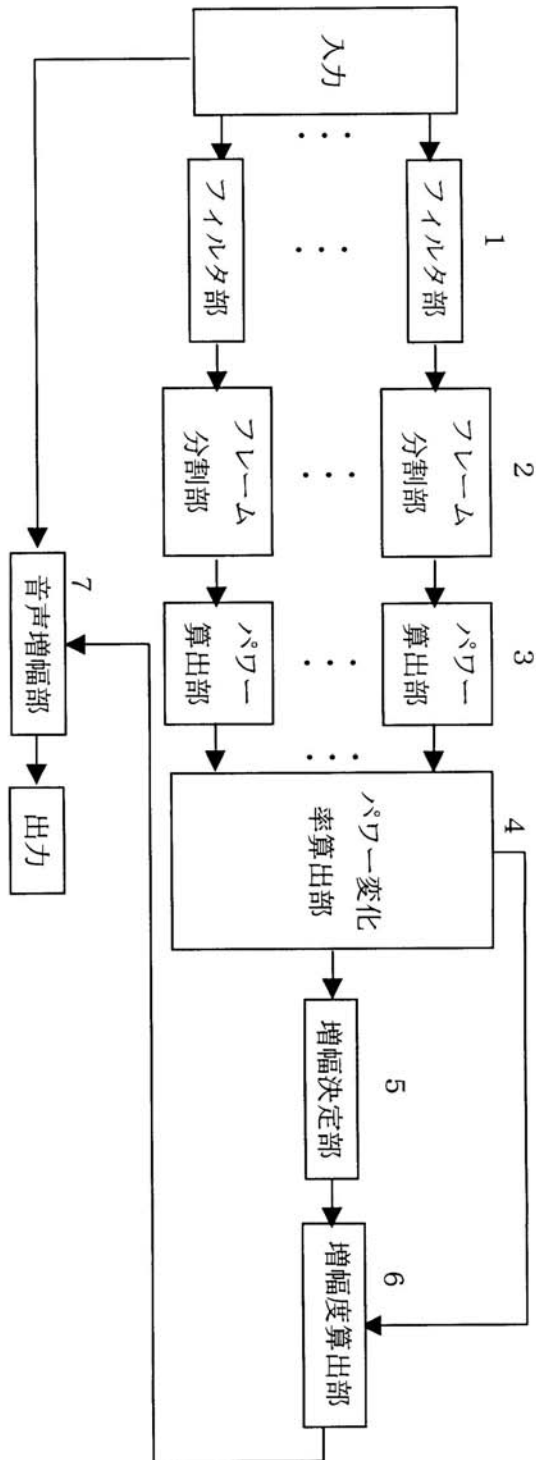 入力
1
フィルタ部
フィルタ部
2
フレーム
分割部
フレーム
分割部
3
パワー
算出部
パワー
算出部
4
パワー変化
率算出部
5
増幅決定部
6
増幅度算出部
7
音声増幅部
出力